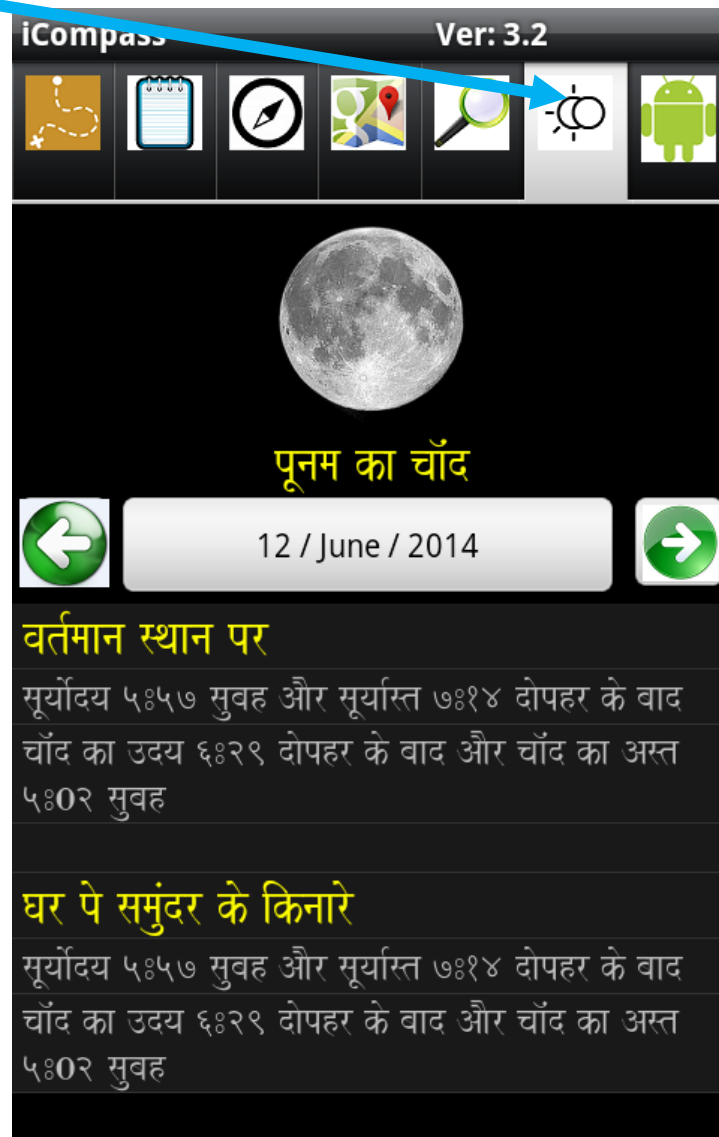 iCompass Ver: 3.2
पूनम का चॉंद
12 / June / 2014
वर्तमान स्थान पर
सूर्योदय ५ः५७ सुवह और सूर्यास्त ७ः१४ दोपहर के वाद
चॉंद का उदय ६ः२९ दोपहर के वाद और चॉंद का अस्त
५ः0२ सुवह
घर पे समुंदर के किनारे
सूर्योदय ५ः५७ सुवह और सूर्यास्त ७ः१४ दोपहर के वाद
चॉंद का उदय ६ः२९ दोपहर के वाद और चॉंद का अस्त
५ः0२ सुवह